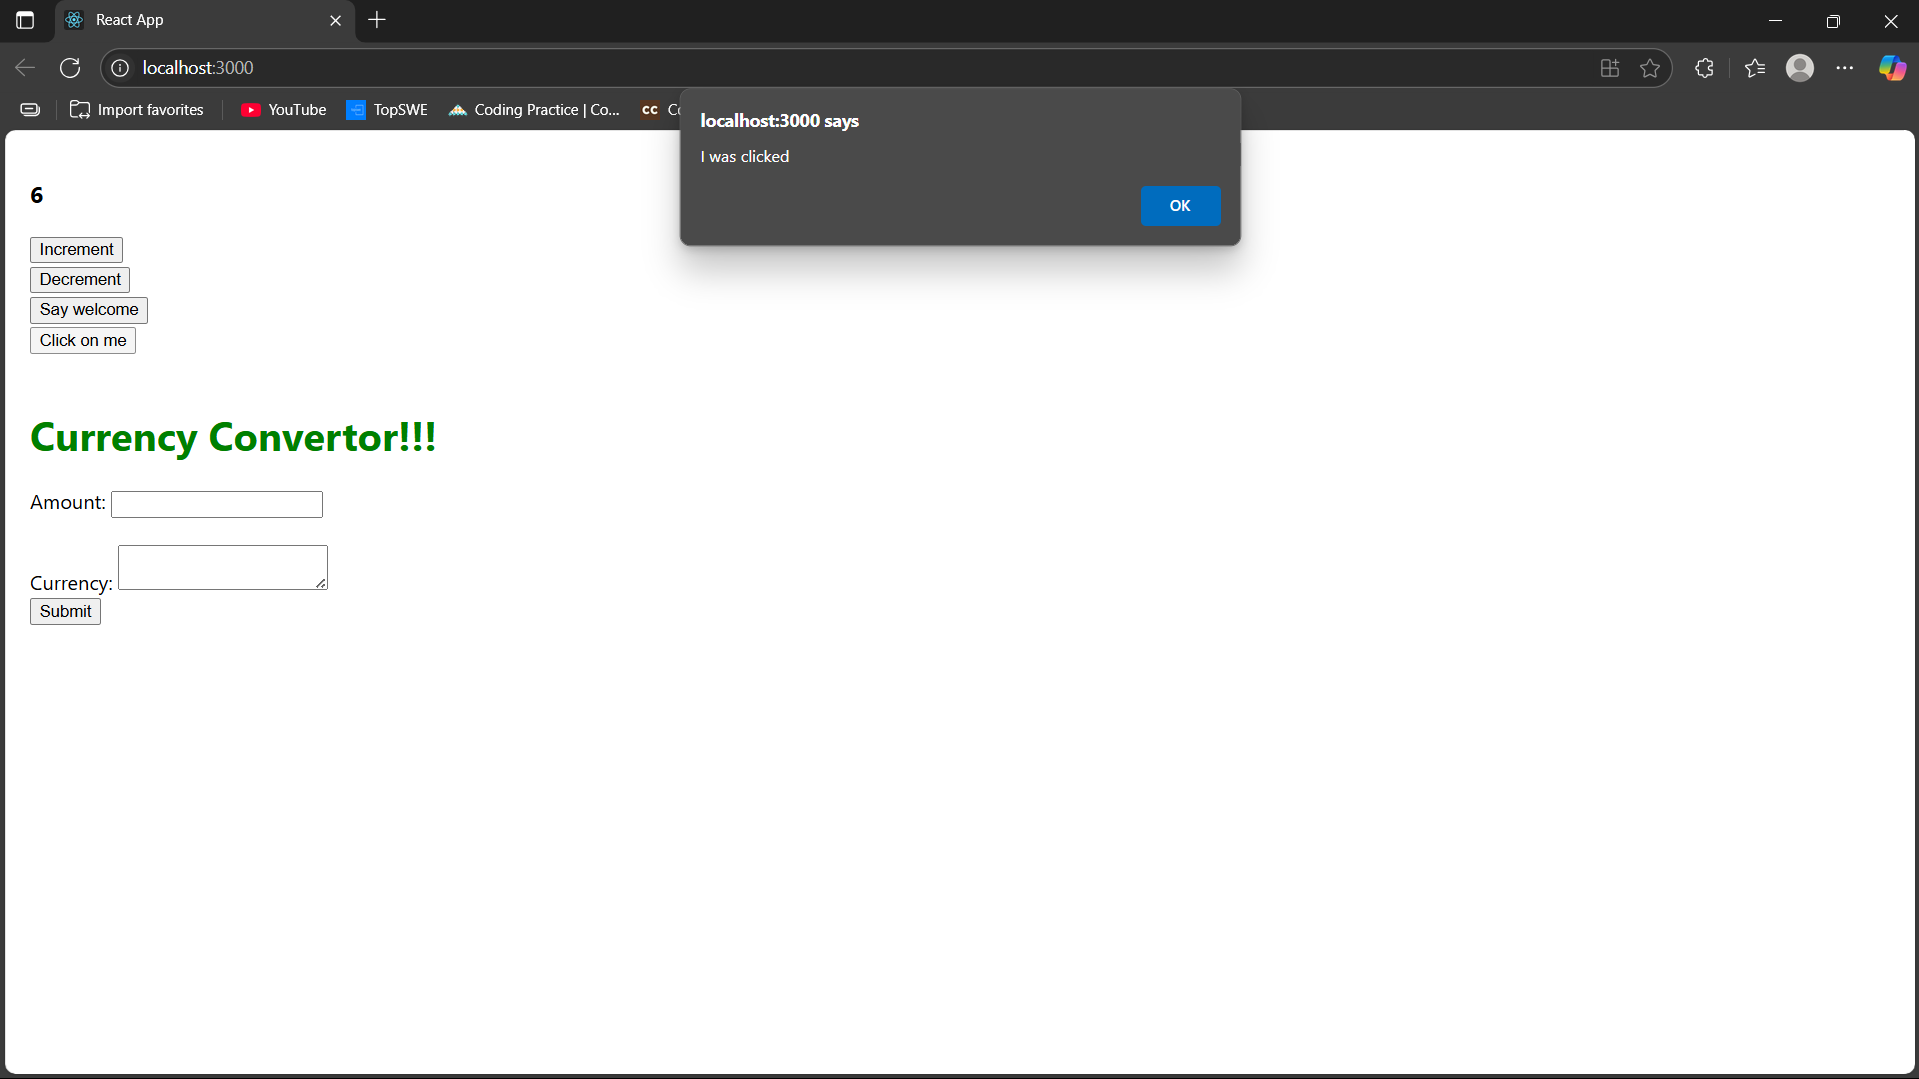 React App
localhost:3000
Import favorites
YouTube
TopSWE
Coding Practice | Co...
localhost:3000 says
I was clicked
OK
6
Increment
Decrement
Say welcome
Click on me
Currency Convertor!!!
Amount:
Currency:
Submit